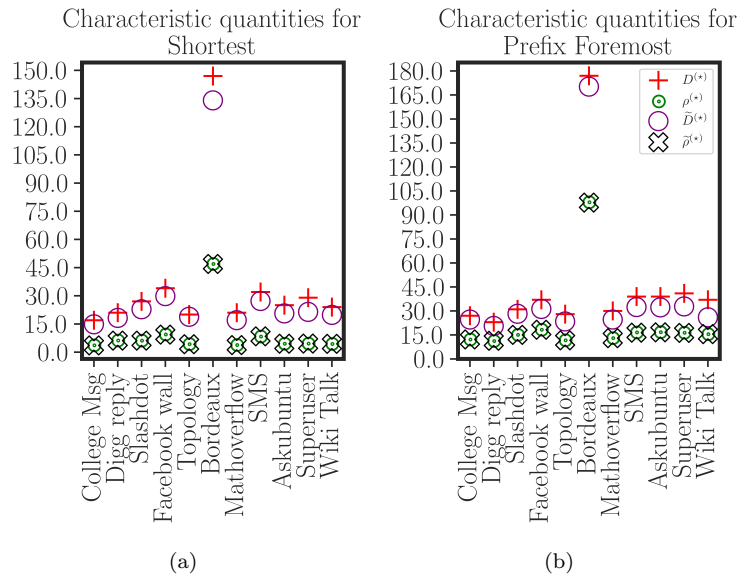 Characteristic quantities for
Shortest
150.0
135.0
120.0
105.0
90.0
75.0
60.0
45.0
30.0
15.0
0.0
College Msg
Digg reply
Slashdot
Facebook wall
Topology
Bordeaux
Mathoverflow
SMS
Askubuntu
Superuser
Wiki Talk
(a)
Characteristic quantities for
Prefix Foremost
180.0
165.0
150.0
135.0
120.0
105.0
90.0
75.0
60.0
45.0
30.0
15.0
0.0
D^(⋆)
ρ^(⋆)
D̃^(⋆)
ρ̃^(⋆)
College Msg
Digg reply
Slashdot
Facebook wall
Topology
Bordeaux
Mathoverflow
SMS
Askubuntu
Superuser
Wiki Talk
(b)